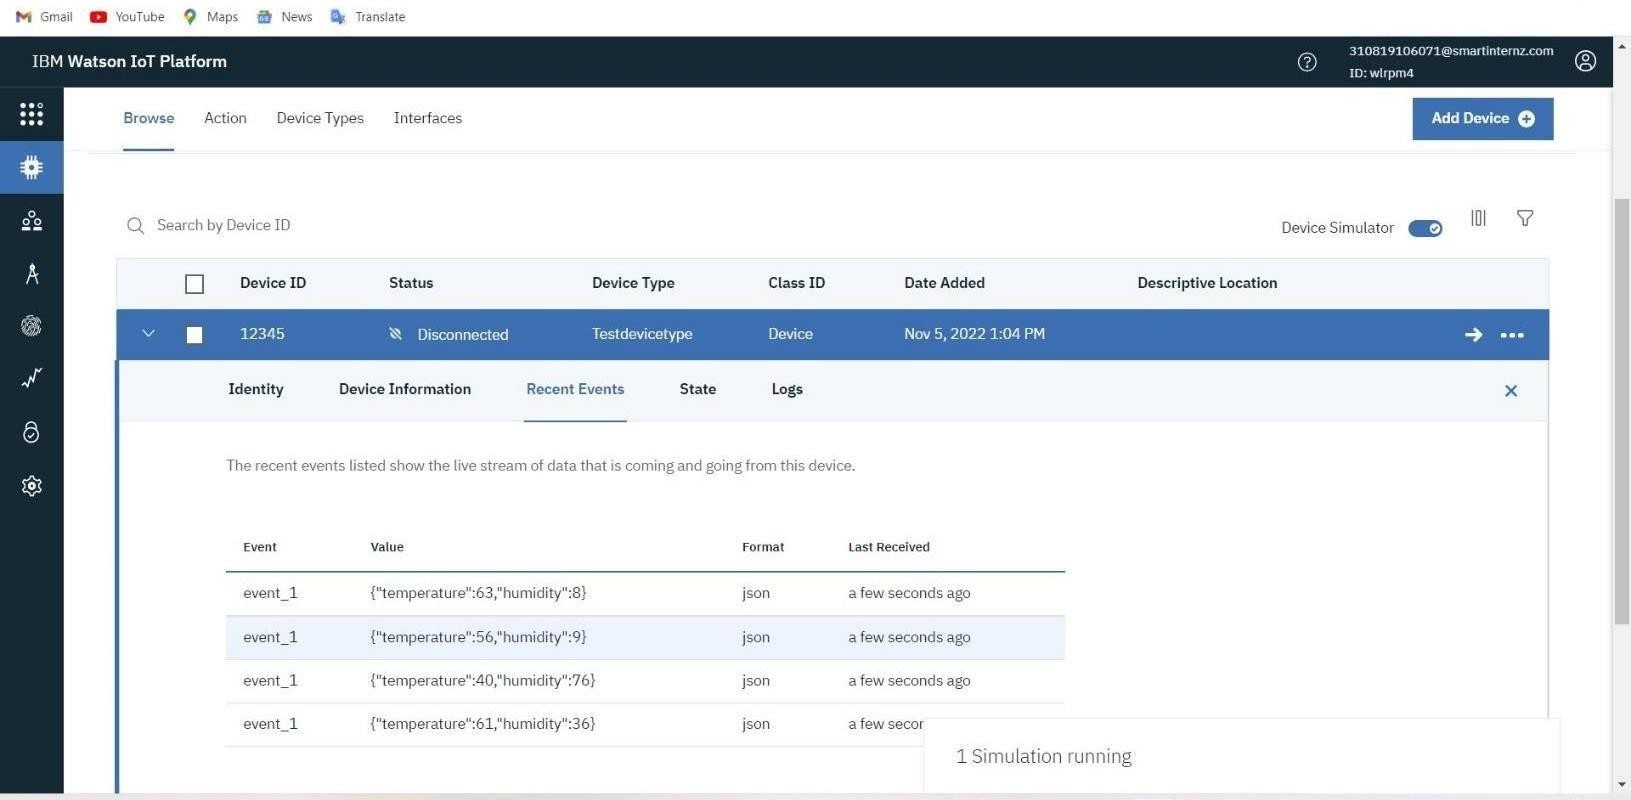 Gmail YouTube Maps News Translate
IBM Watson IoT Platform
310819106071@smartinternz.com
ID: wlrpm4
Browse Action Device Types Interfaces Add Device
Search by Device ID
Device Simulator
Device ID Status Device Type Class ID Date Added Descriptive Location
12345 Disconnected Testdevicetype Device Nov 5, 2022 1:04 PM
Identity Device Information Recent Events State Logs
The recent events listed show the live stream of data that is coming and going from this device.
Event Value Format Last Received
event_1 {"temperature":63,"humidity":8} json a few seconds ago
event_1 {"temperature":56,"humidity":9} json a few seconds ago
event_1 {"temperature":40,"humidity":76} json a few seconds ago
event_1 {"temperature":61,"humidity":36} json a few secor
1 Simulation running